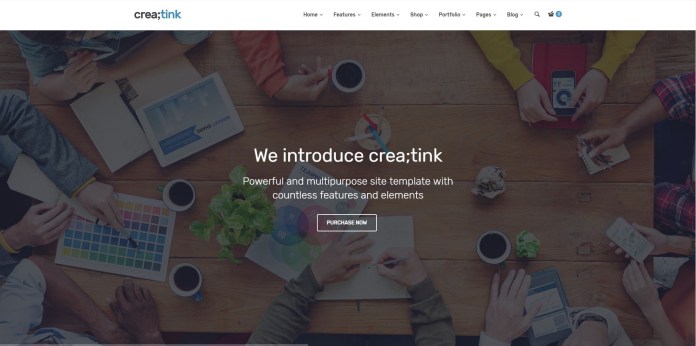 crea;tink
Home Features Elements Shop Portfolio Pages Blog
We introduce crea;tink
Powerful and multipurpose site template with
countless features and elements
PURCHASE NOW